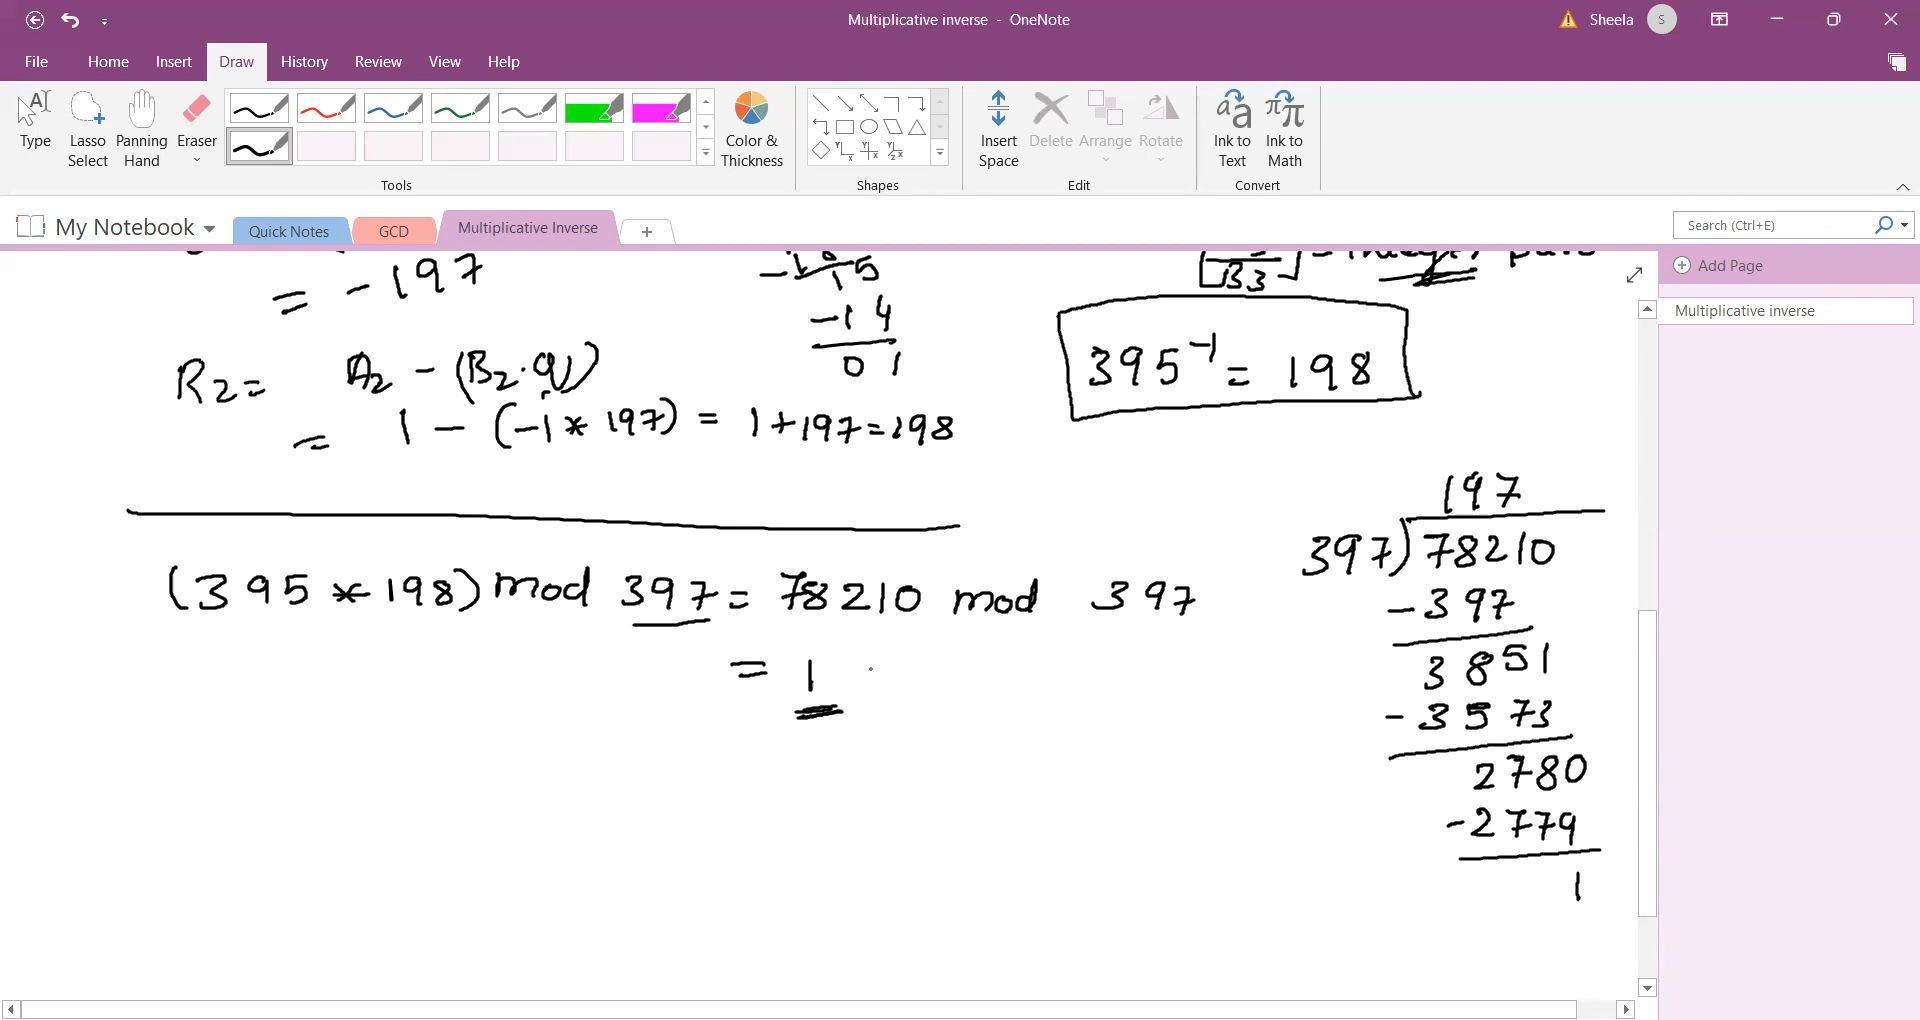 Multiplicative inverse - OneNote
Sheela
S
File Home Insert Draw History Review View Help
Type
Lasso Select
Panning Hand
Eraser
Color & Thickness
Insert Space
Delete
Arrange
Rotate
Ink to Text
Ink to Math
Tools
Shapes
Edit
Convert
My Notebook
Quick Notes
GCD
Multiplicative Inverse
Search (Ctrl+E)
Add Page
Multiplicative inverse
= -197
15
-14
01
33
R2 = A2 - (B2·q)
= 1 - (-1 * 197) = 1+197=198
395⁻¹ = 198
(395 * 198) mod 397 = 78210 mod 397
= 1
197
397)78210
-397
3851
-3573
2780
-2779
1